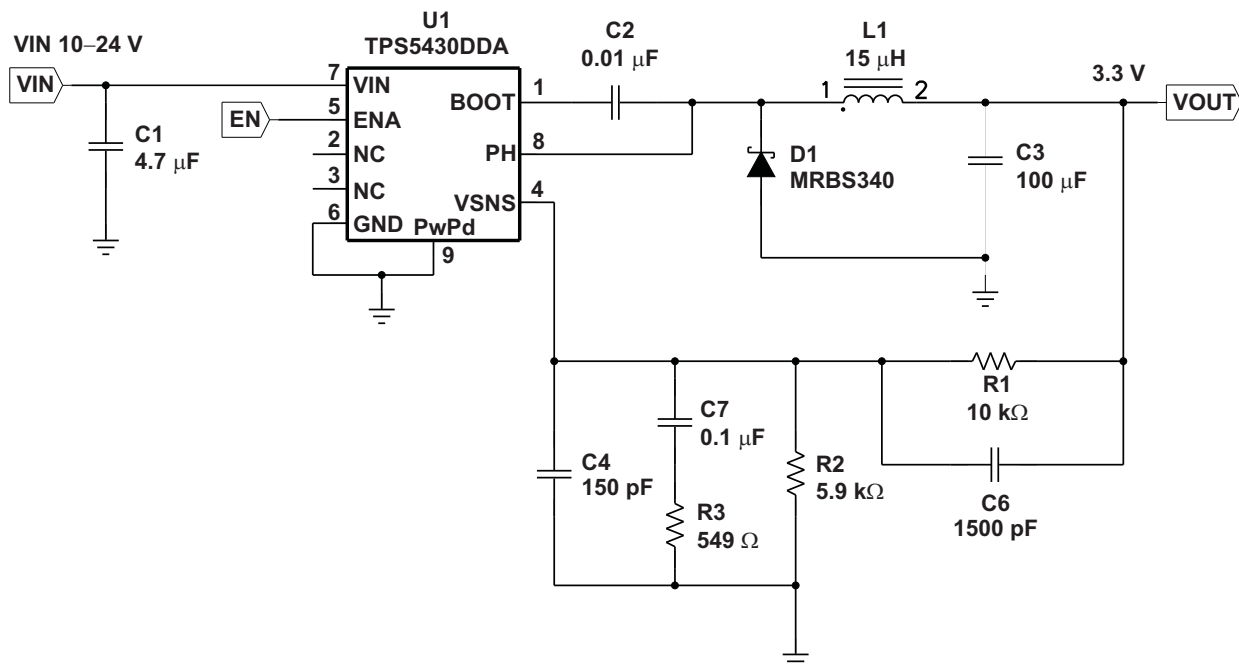 VIN 10–24 V
VIN
C1
4.7 μF
EN
U1
TPS5430DDA
7
VIN
5
ENA
2
NC
3
NC
6
GND
PwPd
9
BOOT
1
PH
8
VSNS
4
C2
0.01 μF
L1
15 μH
1
2
D1
MRBS340
3.3 V
VOUT
C3
100 μF
C4
150 pF
C7
0.1 μF
R3
549 Ω
R2
5.9 kΩ
R1
10 kΩ
C6
1500 pF